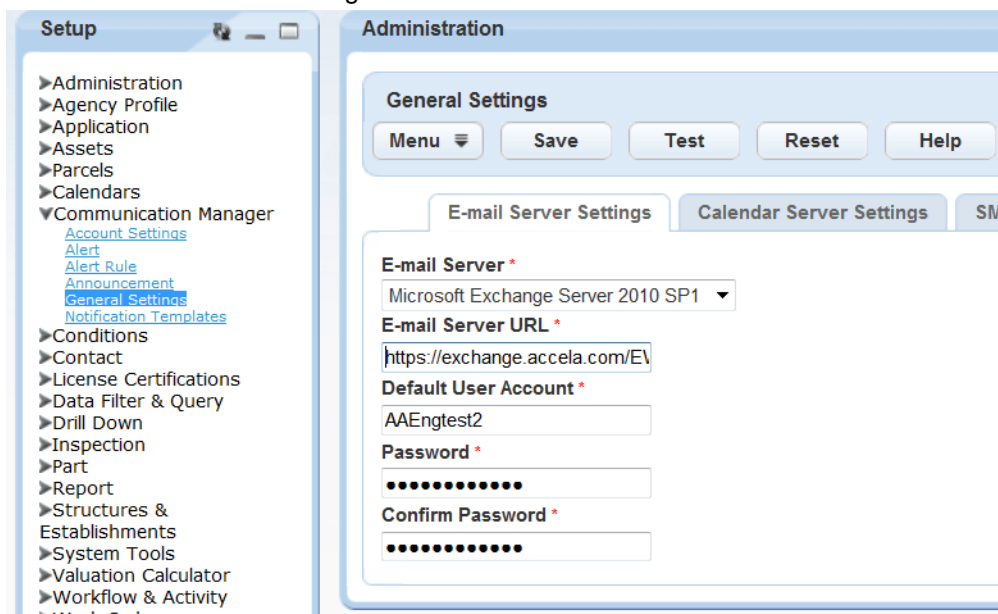 Setup
Administration
Agency Profile
Application
Assets
Parcels
Calendars
Communication Manager
Account Settings
Alert
Alert Rule
Announcement
General Settings
Notification Templates
Conditions
Contact
License Certifications
Data Filter & Query
Drill Down
Inspection
Part
Report
Structures &
Establishments
System Tools
Valuation Calculator
Workflow & Activity
Administration
General Settings
Menu Save Test Reset Help
E-mail Server Settings Calendar Server Settings SM
E-mail Server *
Microsoft Exchange Server 2010 SP1
E-mail Server URL *
https://exchange.accela.com/EW
Default User Account *
AAEngtest2
Password *
●●●●●●●●●●●●
Confirm Password *
●●●●●●●●●●●●